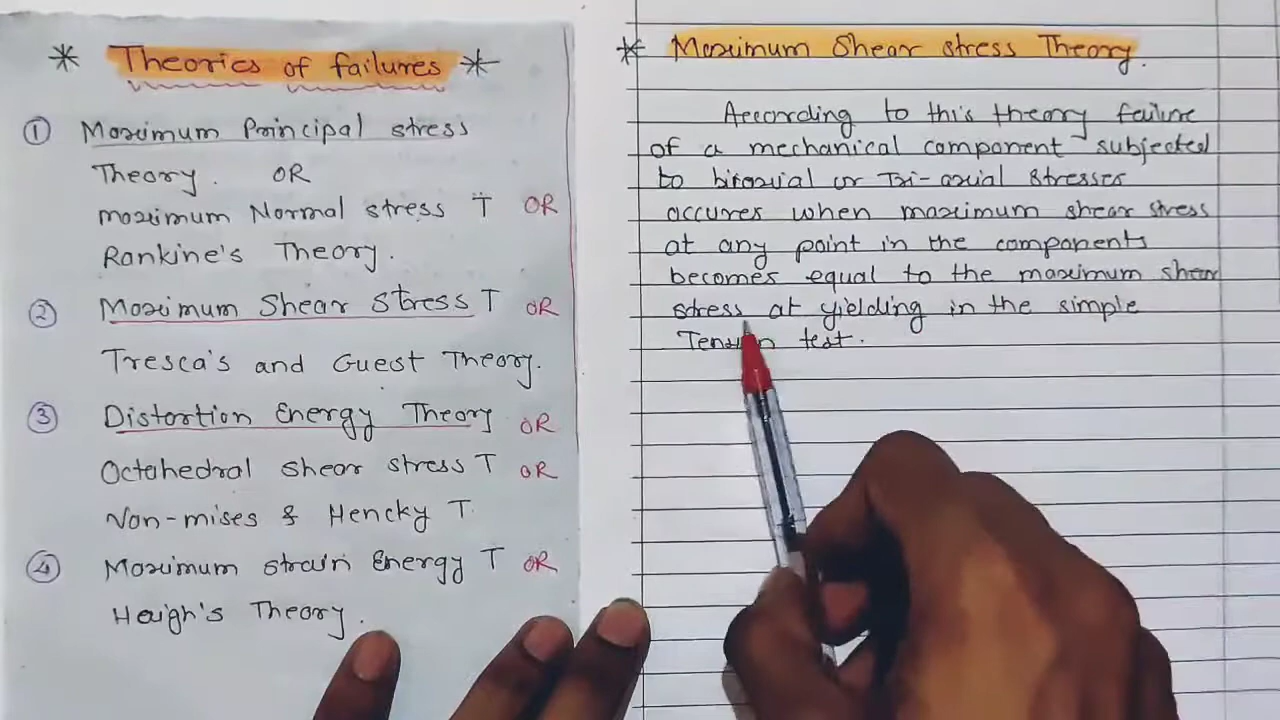 * Theories of failures *
① Maximum Principal stress
Theory. OR
maximum Normal stress T OR
Rankine's Theory.
② Maximum Shear Stress T OR
Tresca's and Guest Theory.
③ Distortion Energy Theory OR
Octahedral shear stress T OR
Von-mises & Hencky T
④ Maximum strain Energy T OR
Heigh's Theory.
* Maximum Shear stress Theory.
According to this theory failure
of a mechanical component subjected
to biaxial or Tri-axial stresses
accures when maximum shear stress
at any point in the components
becomes equal to the maximum shear
stress at yielding in the simple
Tension test.